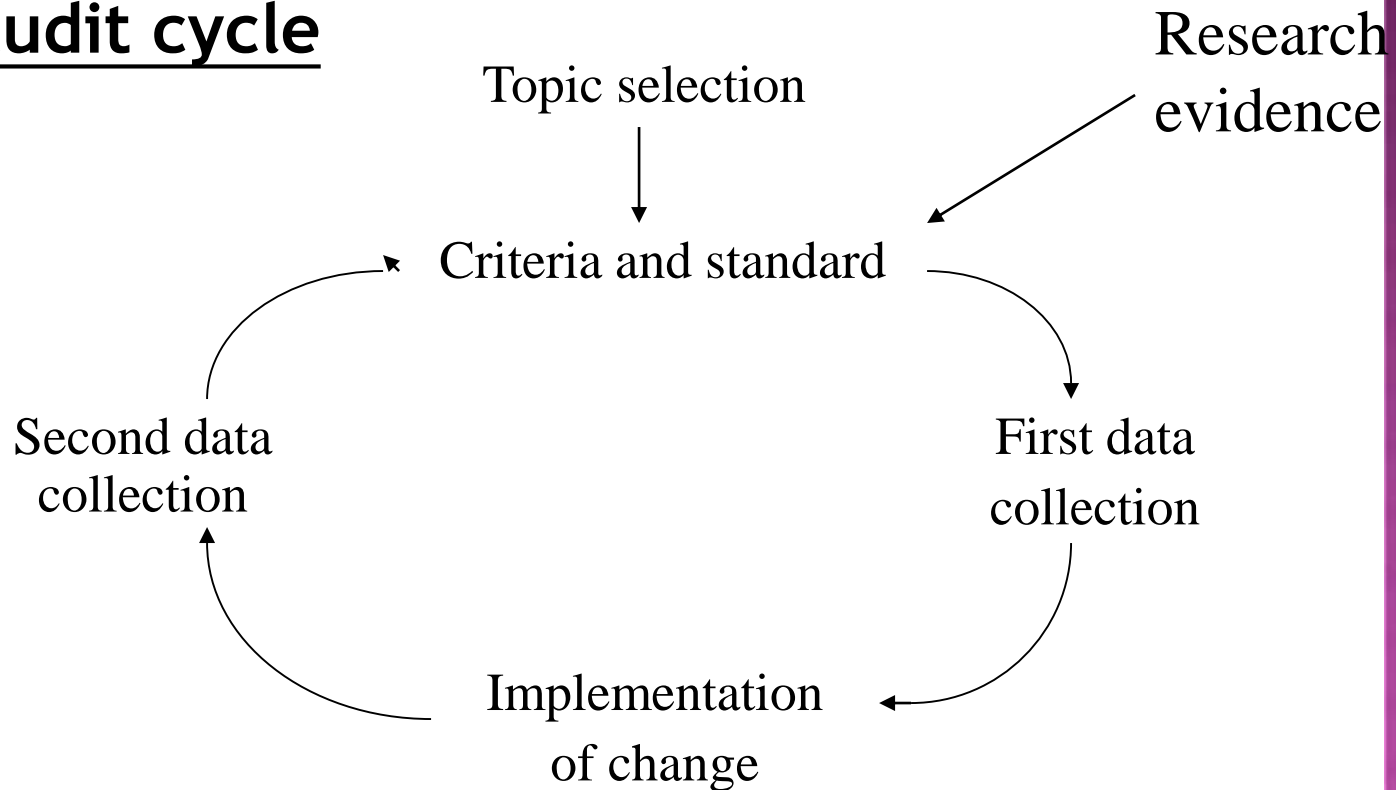 udit cycle
Research
evidence
Topic selection
Criteria and standard
Second data
collection
First data
collection
Implementation
of change